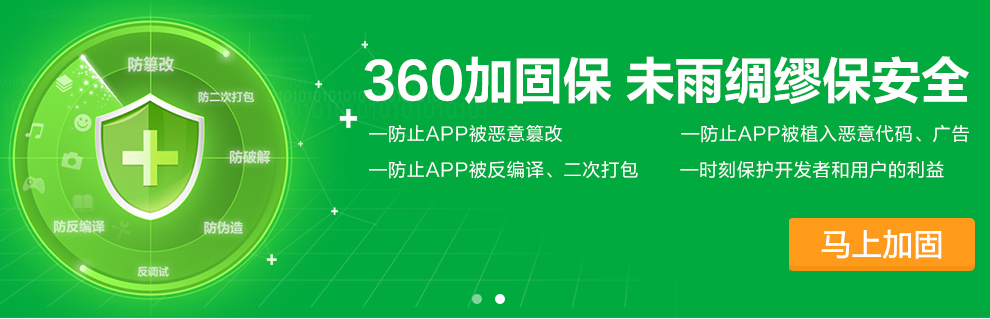 防篡改
防二次打包
防破解
防伪造
防反编译
反调试
360加固保 未雨绸缪保安全
—防止APP被恶意篡改
—防止APP被植入恶意代码、广告
—防止APP被反编译、二次打包
—时刻保护开发者和用户的利益
马上加固